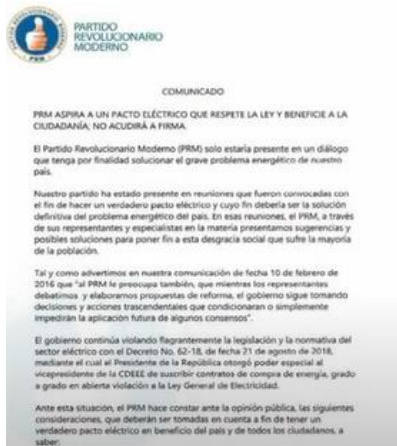 PARTIDO
REVOLUCIONARIO
MODERNO
PRM
COMUNICADO
PRM ASPIRA A UN PACTO ELÉCTRICO QUE RESPETE LA LEY Y BENEFICIE A LA
CIUDADANÍA; NO ACUDIRÁ A FIRMA.
El Partido Revolucionario Moderno (PRM) solo estaría presente en un diálogo
que tenga por finalidad solucionar el grave problema energético de nuestro
país.
Nuestro partido ha estado presente en reuniones que fueron convocadas con
el fin de hacer un verdadero pacto eléctrico y cuyo fin debería ser la solución
definitiva del problema energético del país. En esas reuniones, el PRM, a través
de sus representantes y especialistas en la materia presentamos sugerencias y
posibles soluciones para poner fin a esta desgracia social que sufre la mayoría
de la población.
Tal y como advertimos en nuestra comunicación de fecha 10 de febrero de
2016 que "al PRM le preocupa también, que mientras los representantes
debatimos y elaboramos propuestas de reforma, el gobierno sigue tomando
decisiones y acciones trascendentales que condicionaran o simplemente
impedirán la aplicación futura de algunos consensos".
El gobierno continúa violando flagrantemente la legislación y la normativa del
sector eléctrico con el Decreto No. 62-18, de fecha 21 de agosto de 2018,
mediante el cual el Presidente de la República otorgó poder especial al
vicepresidente de la CDEEE de suscribir contratos de compra de energía, grado
a grado en abierta violación a la Ley General de Electricidad.
Ante esta situación, el PRM hace constar ante la opinión pública, las siguientes
consideraciones, que deberán ser tomadas en cuenta a fin de tener un
verdadero pacto eléctrico en beneficio del país y de todos los ciudadanos, a
saber: